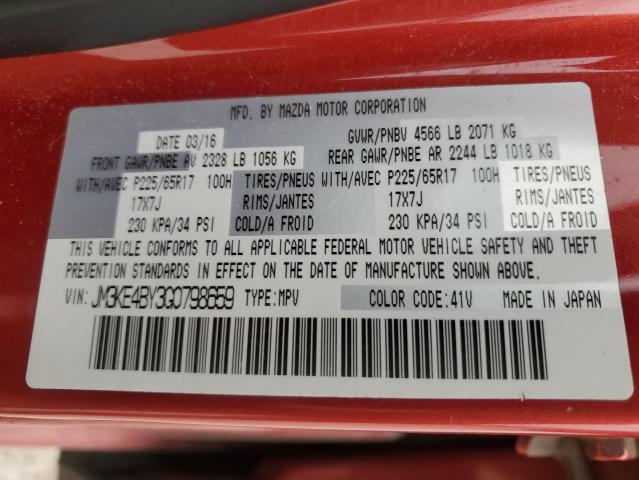 MFD. BY MAZDA MOTOR CORPORATION
DATE 03/16 GVWR/PNBV 4566 LB 2071 KG
FRONT GAWR/PNBE AV 2328 LB 1056 KG REAR GAWR/PNBE AR 2244 LB 1018 KG
WITH/AVEC P225/65R17 100H TIRES/PNEUS WITH/AVEC P225/65R17 100H TIRES/PNEUS
17X7J RIMS/JANTES 17X7J RIMS/JANTES
230 KPA/34 PSI COLD/A FROID 230 KPA/34 PSI COLD/A FROID
THIS VEHICLE CONFORMS TO ALL APPLICABLE FEDERAL MOTOR VEHICLE SAFETY AND THEFT
PREVENTION STANDARDS IN EFFECT ON THE DATE OF MANUFACTURE SHOWN ABOVE.
VIN: JM3KE4BY3G0798659 TYPE:MPV COLOR CODE:41V MADE IN JAPAN